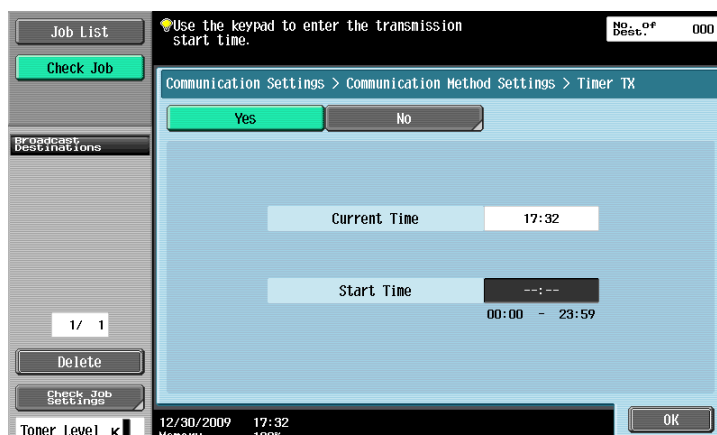 Job List
Check Job
Use the keypad to enter the transmission
start time.
No. of
Dest.
000
Communication Settings > Communication Method Settings > Timer TX
Yes
No
Broadcast
Destinations
Current Time
17:32
Start Time
--:--
00:00 - 23:59
1/ 1
Delete
Check Job
Settings
Toner Level K
12/30/2009 17:32
Memory 100%
OK